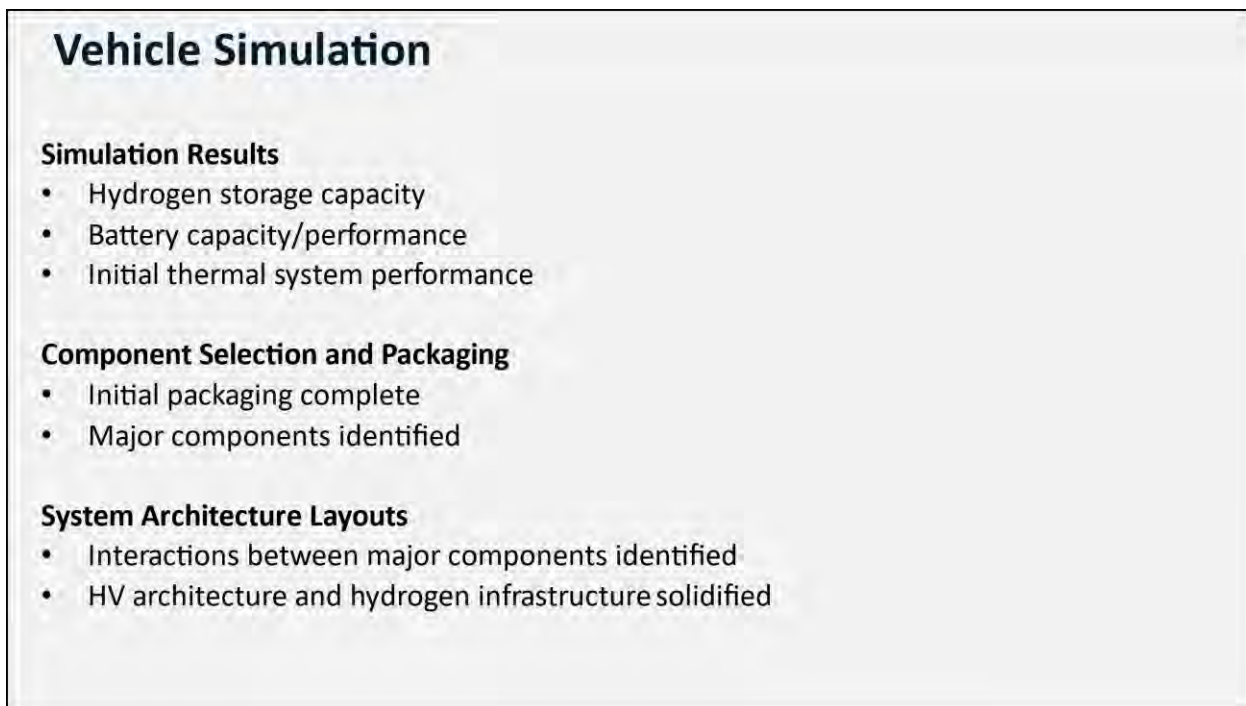 Vehicle Simulation
Simulation Results
• Hydrogen storage capacity
• Battery capacity/performance
• Initial thermal system performance
Component Selection and Packaging
• Initial packaging complete
• Major components identified
System Architecture Layouts
• Interactions between major components identified
• HV architecture and hydrogen infrastructure solidified